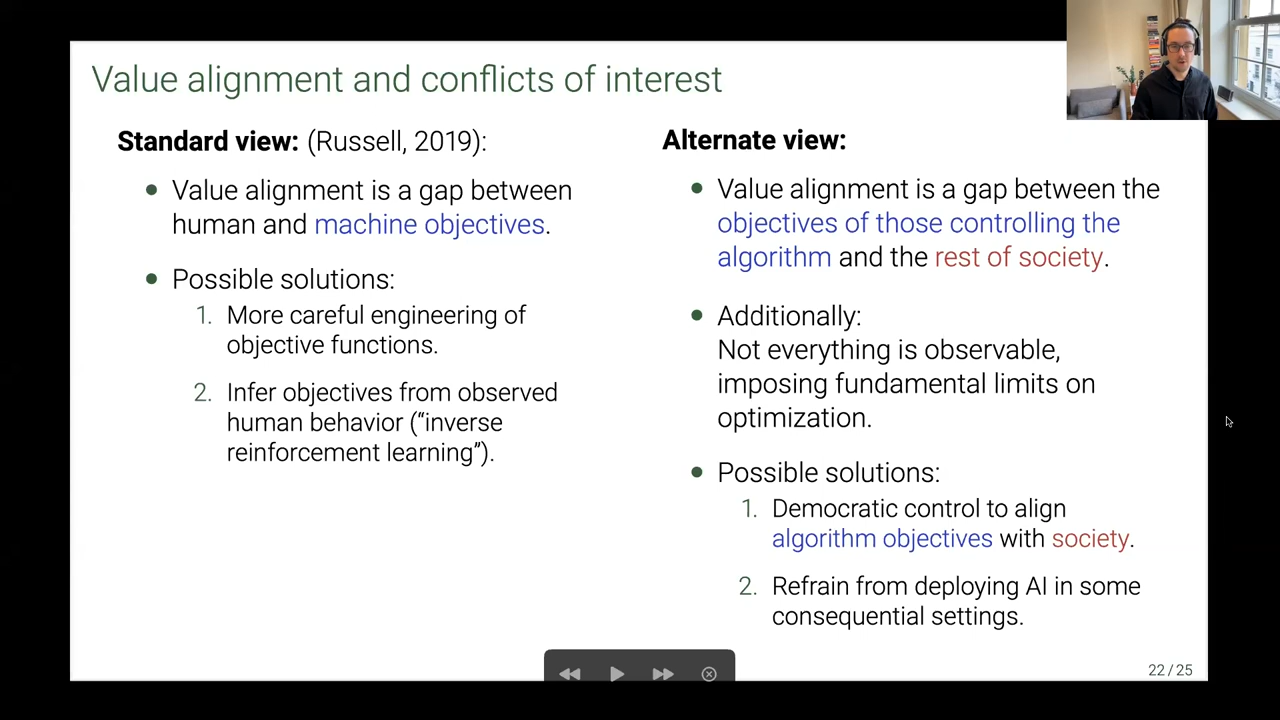 Value alignment and conflicts of interest
Standard view: (Russell, 2019):
• Value alignment is a gap between
human and machine objectives.
• Possible solutions:
1. More careful engineering of
objective functions.
2. Infer objectives from observed
human behavior (“inverse
reinforcement learning”).
Alternate view:
• Value alignment is a gap between the
objectives of those controlling the
algorithm and the rest of society.
• Additionally:
Not everything is observable,
imposing fundamental limits on
optimization.
• Possible solutions:
1. Democratic control to align
algorithm objectives with society.
2. Refrain from deploying AI in some
consequential settings.
22 / 25